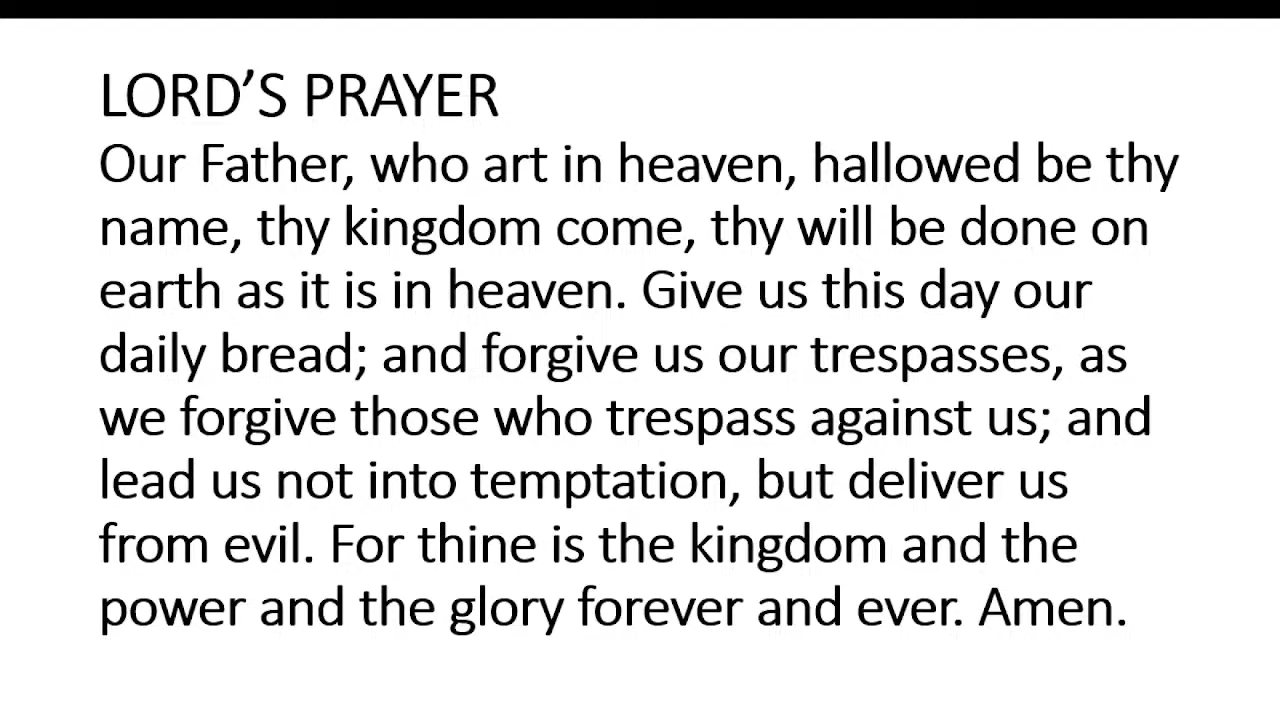 LORD’S PRAYER
Our Father, who art in heaven, hallowed be thy
name, thy kingdom come, thy will be done on
earth as it is in heaven. Give us this day our
daily bread; and forgive us our trespasses, as
we forgive those who trespass against us; and
lead us not into temptation, but deliver us
from evil. For thine is the kingdom and the
power and the glory forever and ever. Amen.